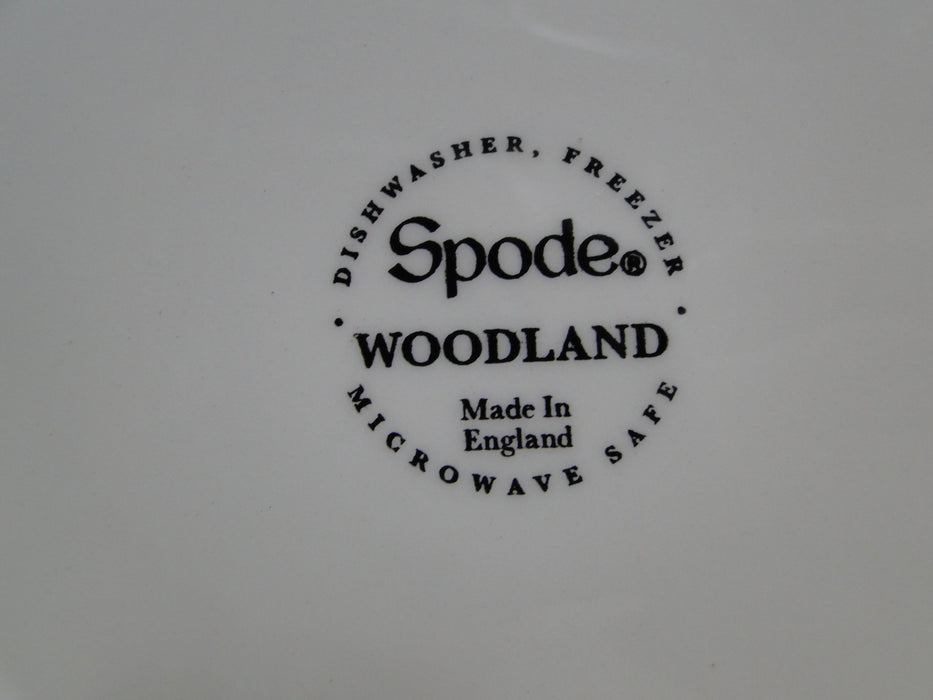 DISHWASHER, FREEZER
Spode®
WOODLAND
Made In
England
MICROWAVE SAFE